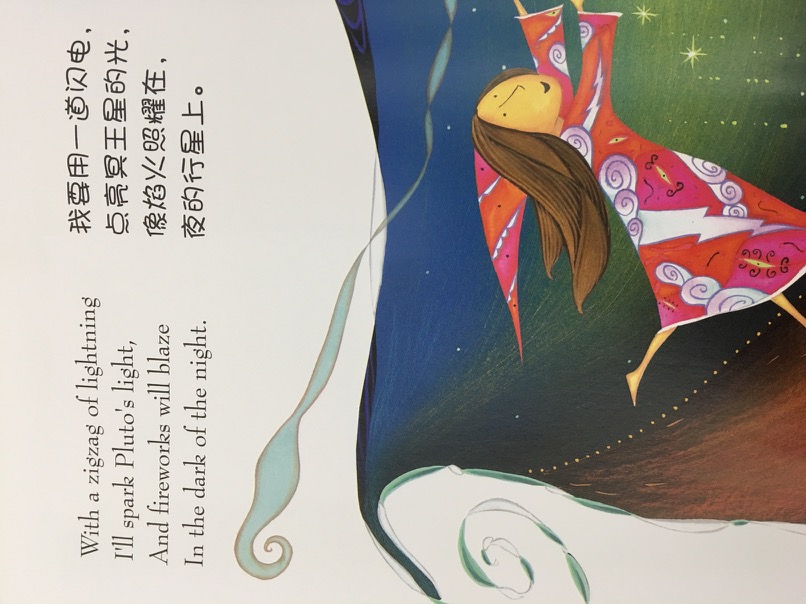 With a zigzag of lightning
I'll spark Pluto's light,
And fireworks will blaze
In the dark of the night.
我要用一道闪电，
点亮冥王星的光，
像焰火照耀在，
夜的行星上。